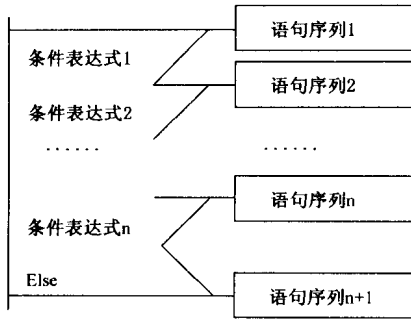 语句序列1
条件表达式1
语句序列2
条件表达式2
...... ......
语句序列n
条件表达式n
Else
语句序列n+1